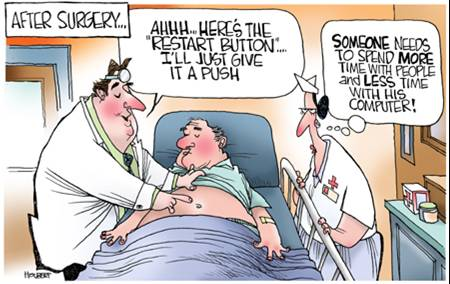 AFTER SURGERY...
AHHH...HERE'S THE
"RESTART BUTTON"...
I'LL JUST GIVE
IT A PUSH
SOMEONE NEEDS
TO SPEND MORE
TIME WITH PEOPLE
and LESS TIME
WITH HIS
COMPUTER!
HOUBERT